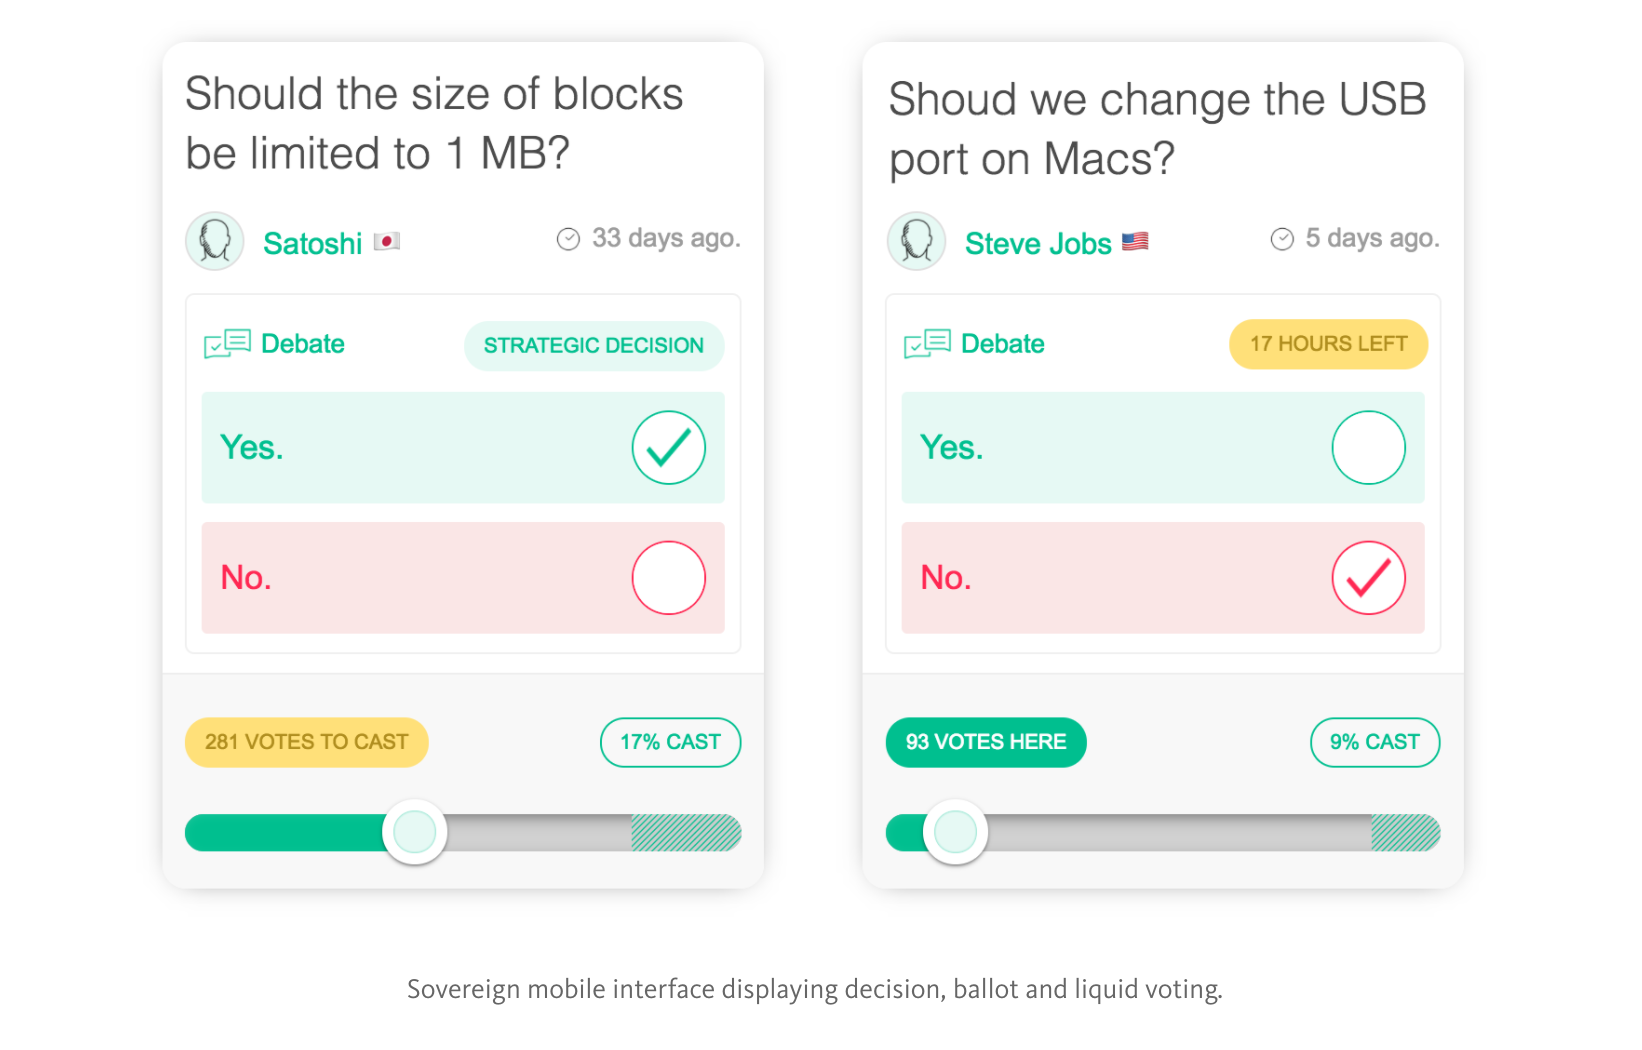 Should the size of blocks
be limited to 1 MB?
Satoshi
33 days ago.
Debate
STRATEGIC DECISION
Yes.
No.
281 VOTES TO CAST
17% CAST
Shoud we change the USB
port on Macs?
Steve Jobs
5 days ago.
Debate
17 HOURS LEFT
Yes.
No.
93 VOTES HERE
9% CAST
Sovereign mobile interface displaying decision, ballot and liquid voting.